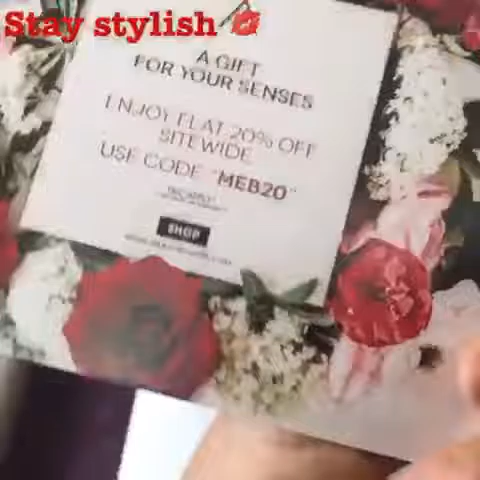 Stay stylish 💋
A GIFT
FOR YOUR SENSES
ENJOY FLAT 20% OFF
SITEWIDE
USE CODE "MEB20"
SHOP